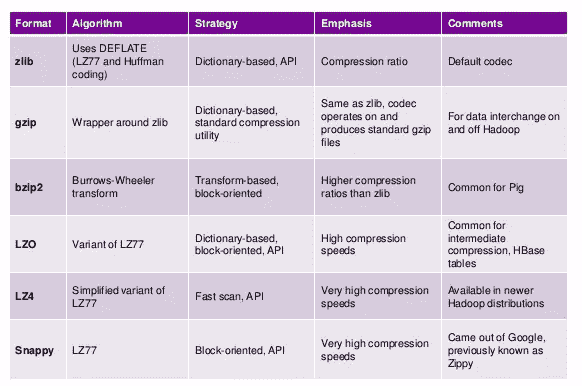 Format Algorithm Strategy Emphasis Comments
zlib
Uses DEFLATE
(LZ77 and Huffman
coding)
Dictionary-based, API
Compression ratio
Default codec
gzip
Wrapper around zlib
Dictionary-based,
standard compression
utility
Same as zlib, codec
operates on and
produces standard gzip
files
For data interchange on
and off Hadoop
bzip2
Burrows-Wheeler
transform
Transform-based,
block-oriented
Higher compression
ratios than zlib
Common for Pig
LZO
Variant of LZ77
Dictionary-based,
block-oriented, API
High compression
speeds
Common for
intermediate
compression, HBase
tables
LZ4
Simplified variant of
LZ77
Fast scan, API
Very high compression
speeds
Available in newer
Hadoop distributions
Snappy
LZ77
Block-oriented, API
Very high compression
speeds
Came out of Google,
previously known as
Zippy